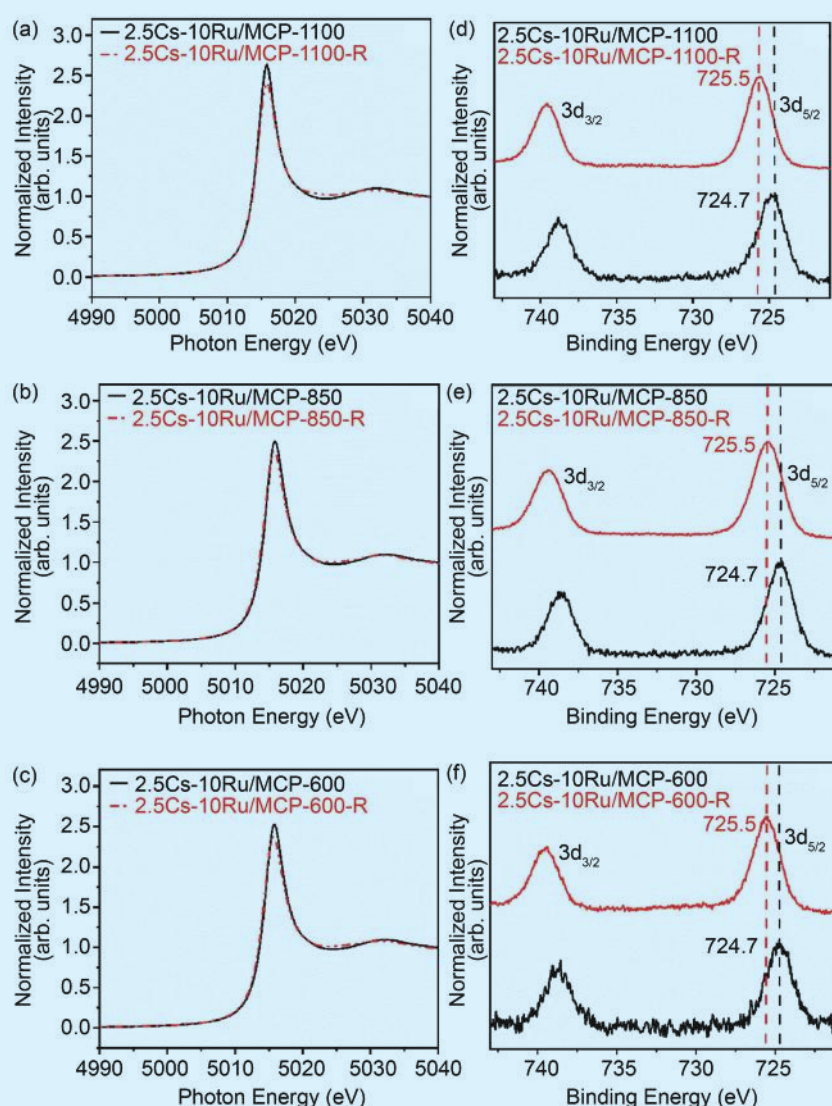 (a)
2.5Cs-10Ru/MCP-1100
2.5Cs-10Ru/MCP-1100-R
Normalized Intensity
(arb. units)
3.0
2.5
2.0
1.5
1.0
0.5
0.0
4990 5000 5010 5020 5030 5040
Photon Energy (eV)
(d)
2.5Cs-10Ru/MCP-1100
2.5Cs-10Ru/MCP-1100-R
725.5
3d3/2
3d5/2
724.7
Normalized Intensity
(arb. units)
740 735 730 725
Binding Energy (eV)
(b)
2.5Cs-10Ru/MCP-850
2.5Cs-10Ru/MCP-850-R
Normalized Intensity
(arb. units)
3.0
2.5
2.0
1.5
1.0
0.5
0.0
4990 5000 5010 5020 5030 5040
Photon Energy (eV)
(e)
2.5Cs-10Ru/MCP-850
2.5Cs-10Ru/MCP-850-R
725.5
3d3/2
3d5/2
724.7
Normalized Intensity
(arb. units)
740 735 730 725
Binding Energy (eV)
(c)
2.5Cs-10Ru/MCP-600
2.5Cs-10Ru/MCP-600-R
Normalized Intensity
(arb. units)
3.0
2.5
2.0
1.5
1.0
0.5
0.0
4990 5000 5010 5020 5030 5040
Photon Energy (eV)
(f)
2.5Cs-10Ru/MCP-600
2.5Cs-10Ru/MCP-600-R
725.5
3d3/2
3d5/2
724.7
Normalized Intensity
(arb. units)
740 735 730 725
Binding Energy (eV)